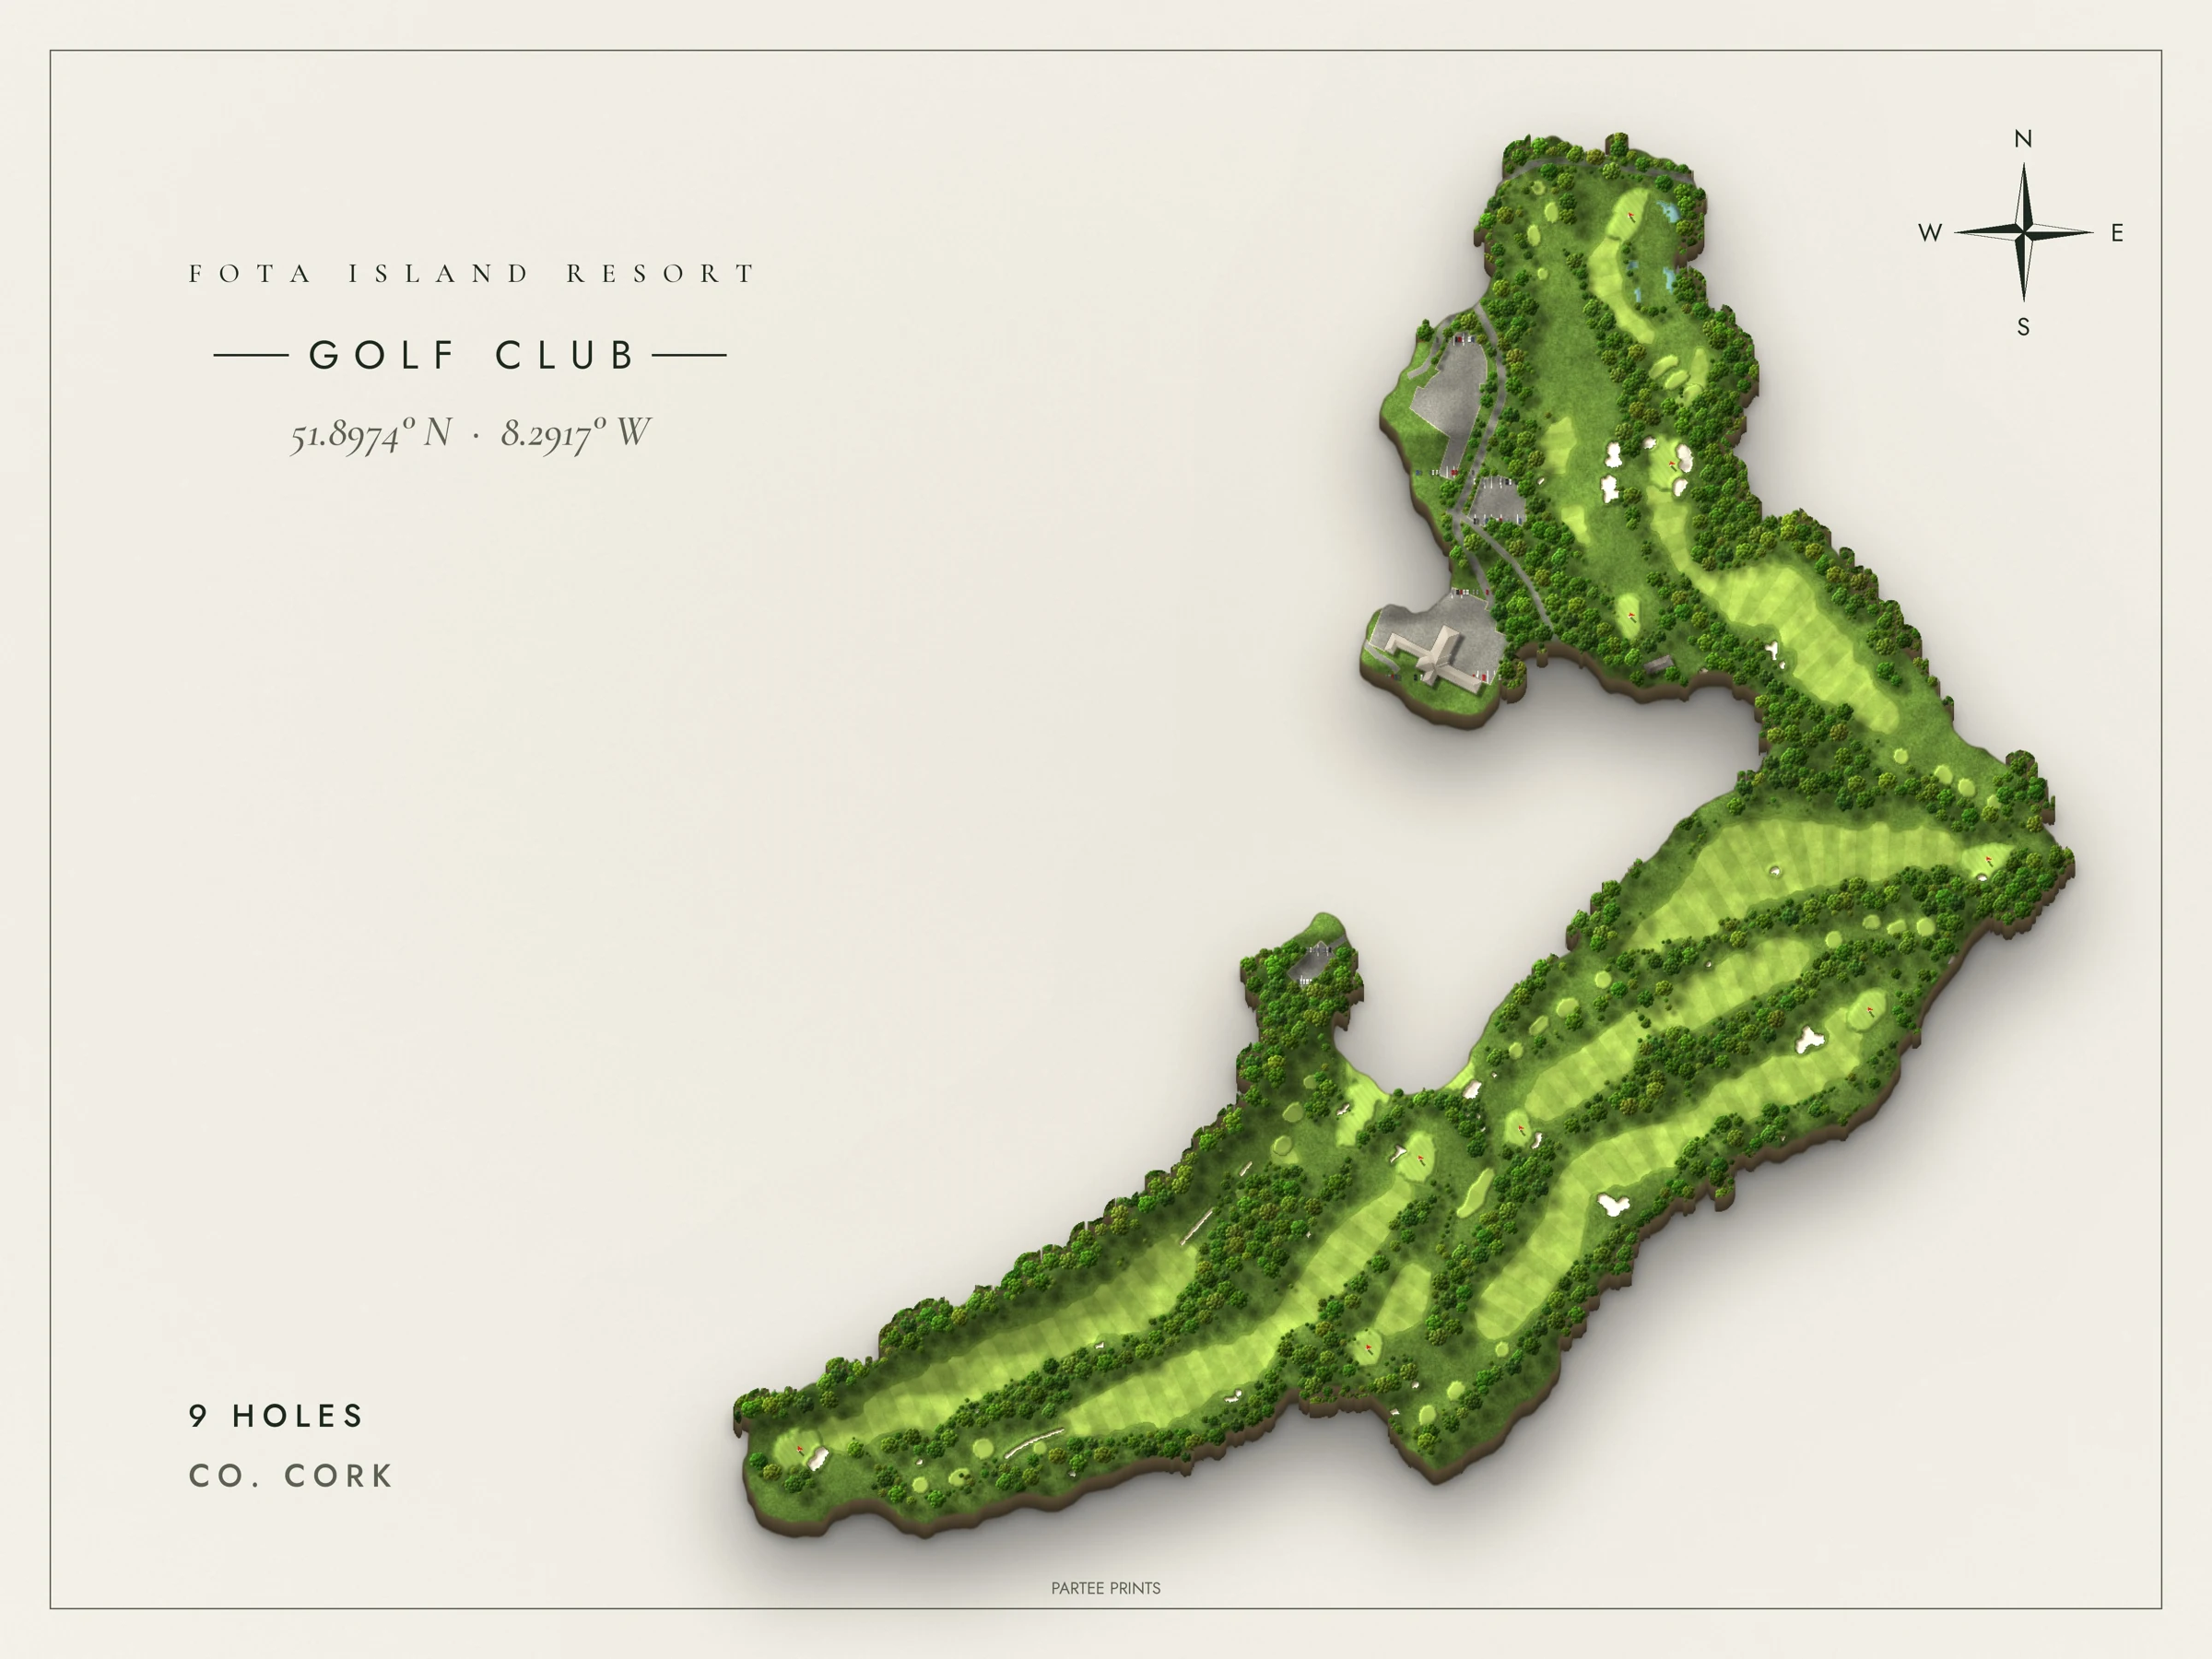 FOTA ISLAND RESORT
GOLF CLUB
51.8974° N · 8.2917° W
N
W E
S
9 HOLES
CO. CORK
PARTEE PRINTS